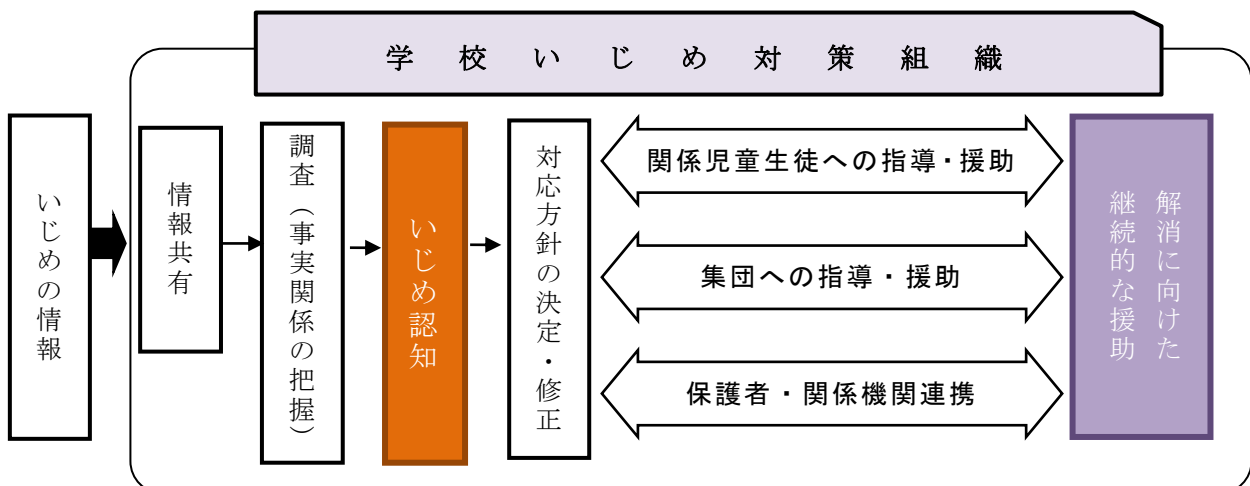 学校いじめ対策組織
いじめの情報
情報共有
調査（事実関係の把握）
いじめ認知
対応方針の決定・修正
関係児童生徒への指導・援助
集団への指導・援助
保護者・関係機関連携
解消に向けた
継続的な援助